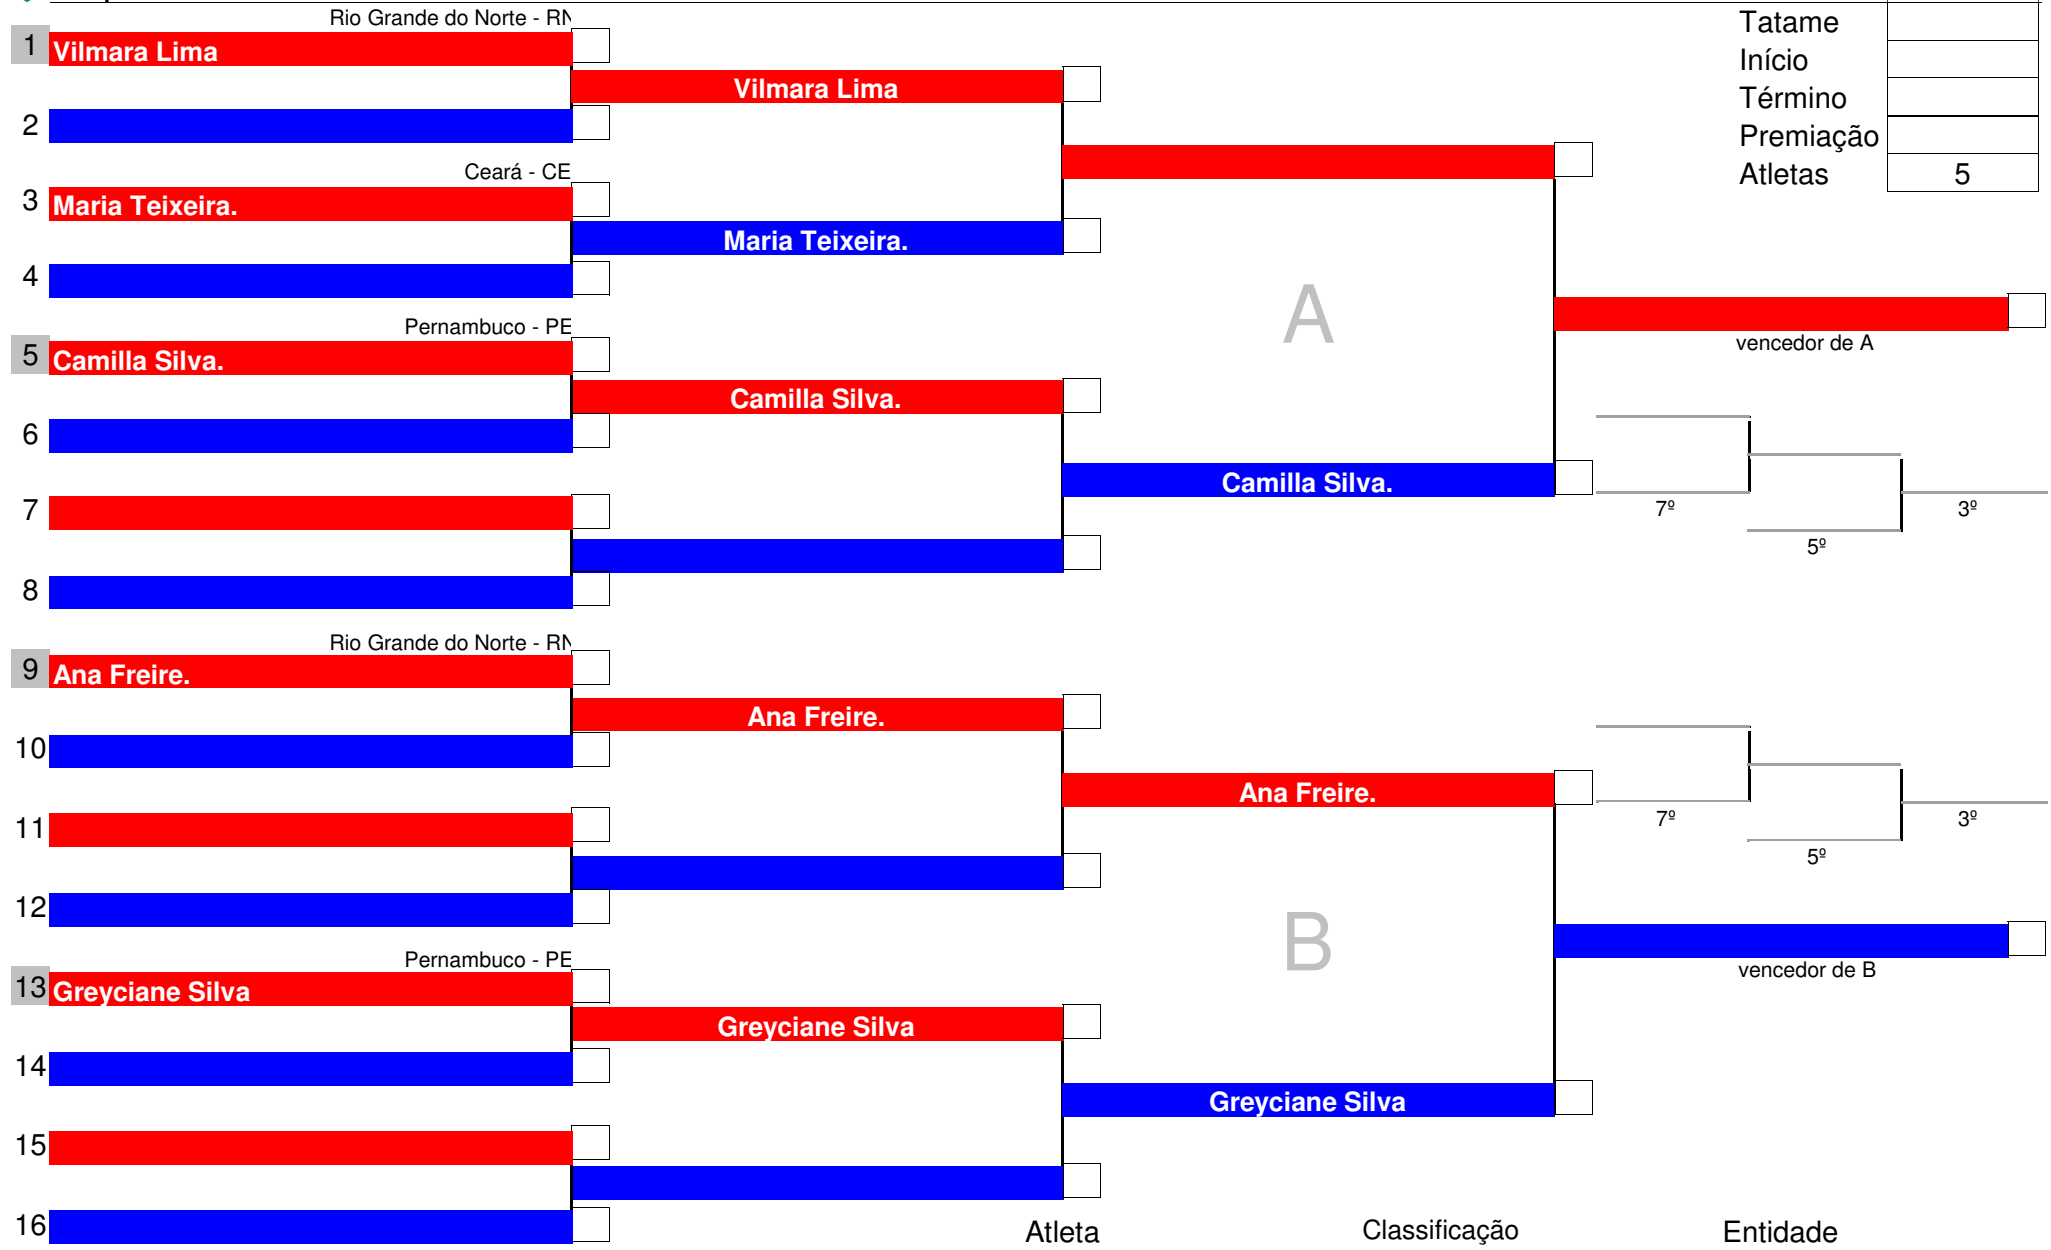 Rio Grande do Norte - RN
1 Vilmara Lima
Vilmara Lima
2
Ceará - CE
3 Maria Teixeira.
Maria Teixeira.
4
Pernambuco - PE
5 Camilla Silva.
Camilla Silva.
6
Camilla Silva.
7
8
A
Tatame
Início
Término
Premiação
Atletas 5
vencedor de A
7º
5º
3º
Rio Grande do Norte - RN
9 Ana Freire.
Ana Freire.
10
Ana Freire.
11
12
B
Pernambuco - PE
13 Greyciane Silva
Greyciane Silva
14
Greyciane Silva
15
16
7º
5º
3º
vencedor de B
Atleta Classificação Entidade